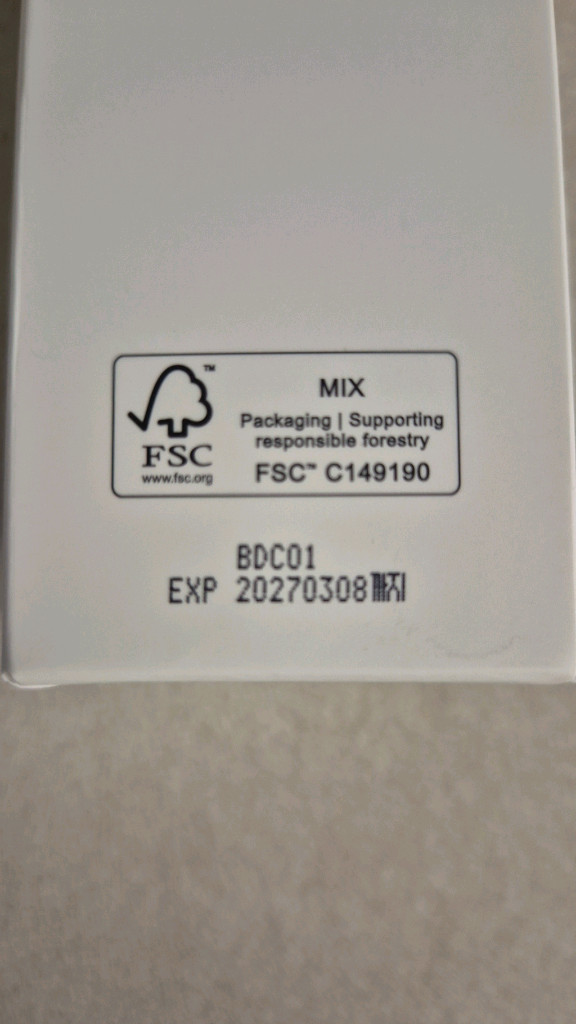 MIX
Packaging | Supporting
responsible forestry
FSC™ C149190
™
FSC
www.fsc.org
BDC01
EXP 20270308까지